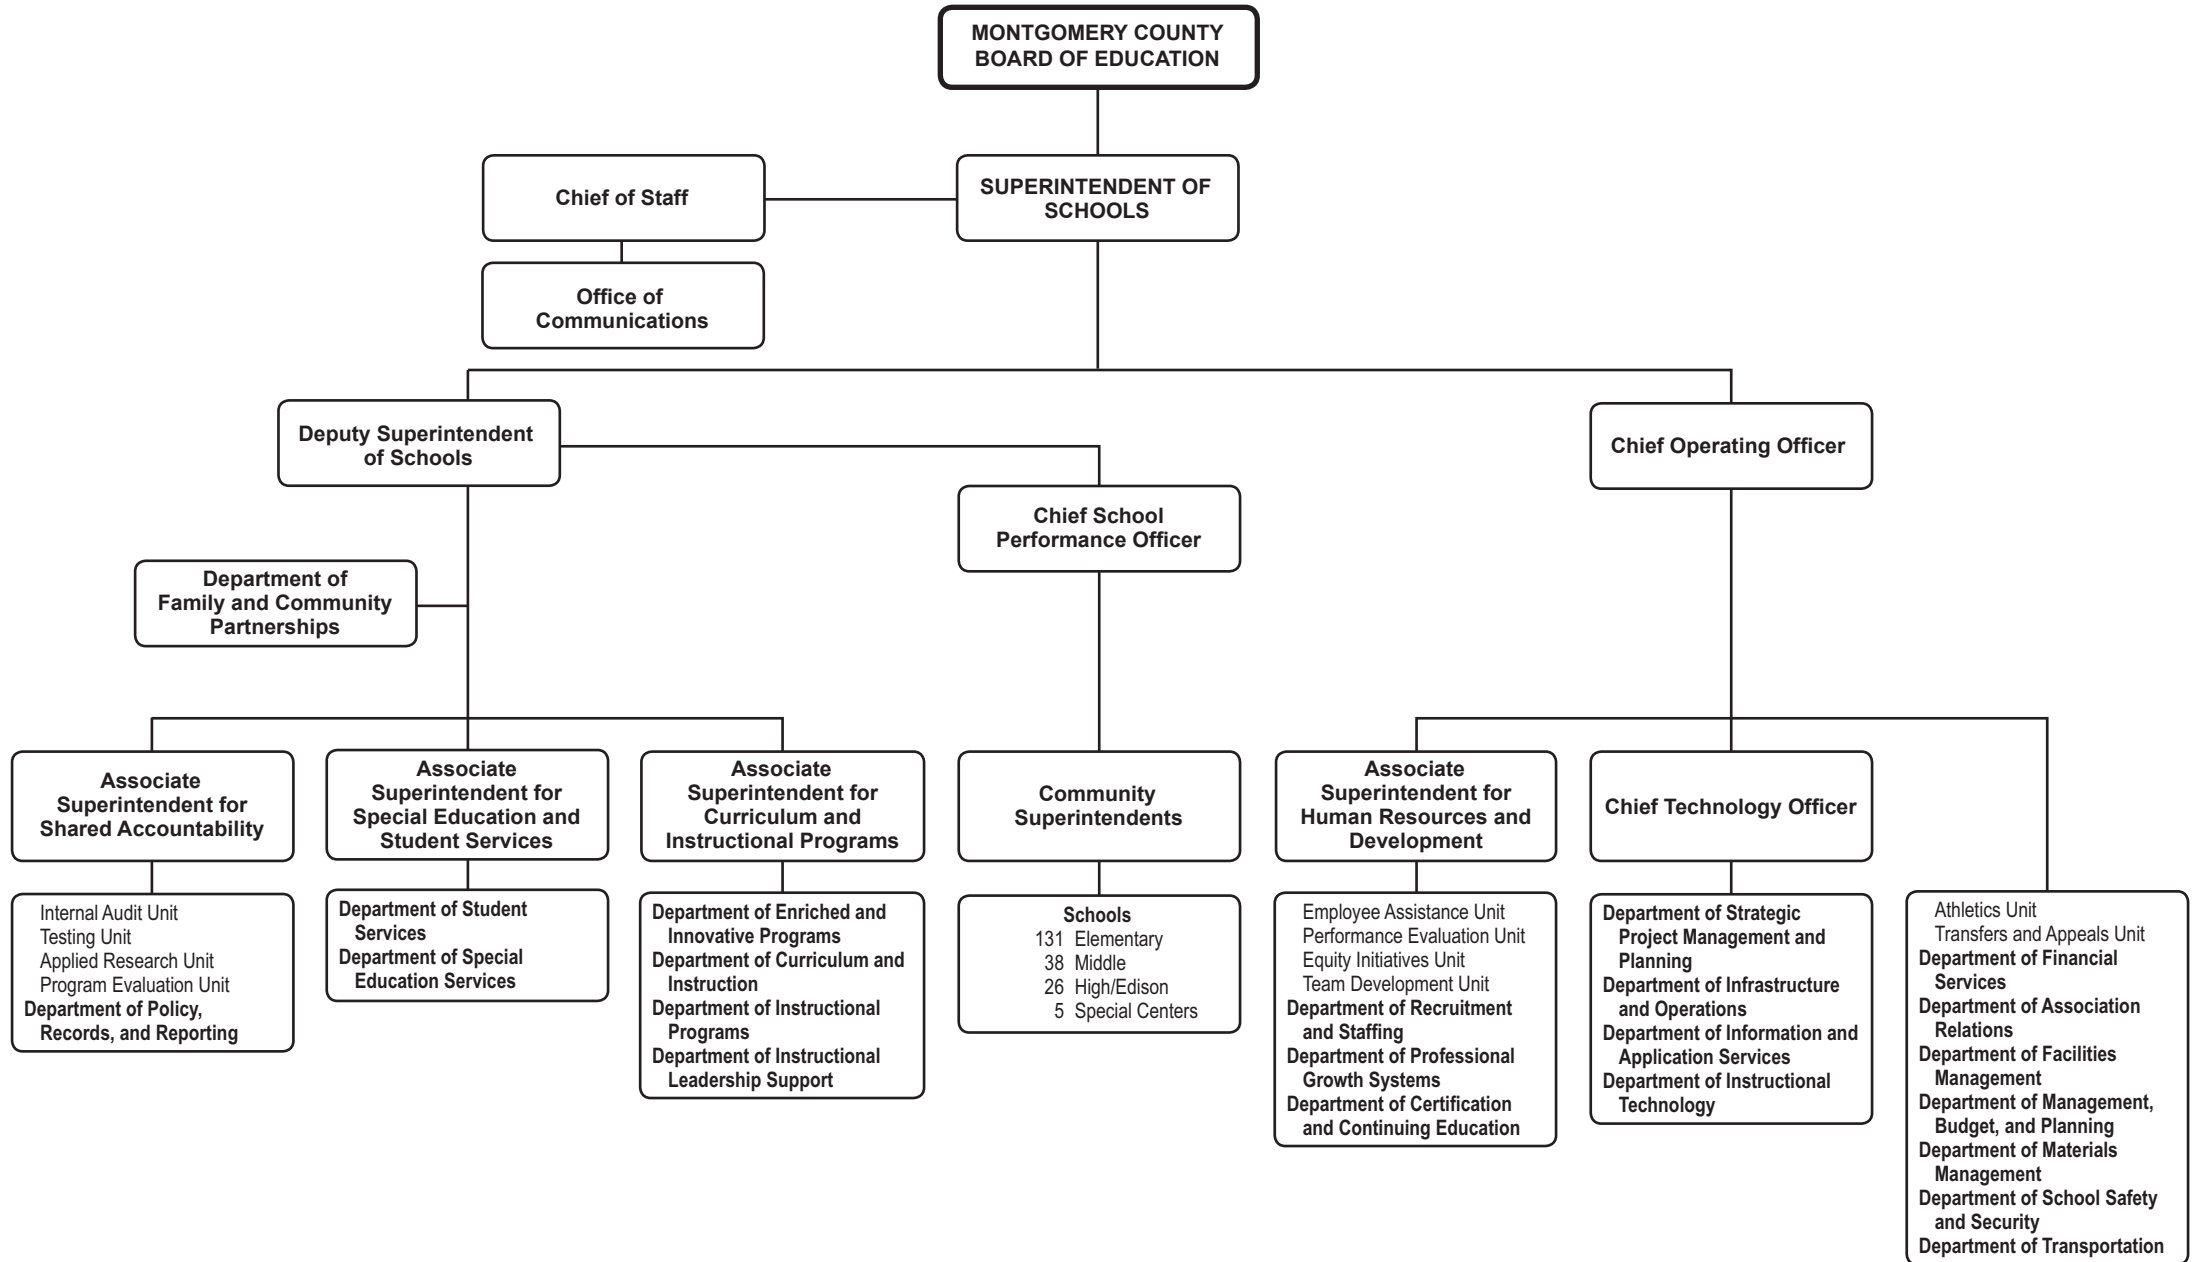 MONTGOMERY COUNTY
BOARD OF EDUCATION
Chief of Staff
SUPERINTENDENT OF
SCHOOLS
Office of
Communications
Deputy Superintendent
of Schools
Chief Operating Officer
Chief School
Performance Officer
Department of
Family and Community
Partnerships
Associate
Superintendent for
Shared Accountability
Associate
Superintendent for
Special Education and
Student Services
Associate
Superintendent for
Curriculum and
Instructional Programs
Community
Superintendents
Associate
Superintendent for
Human Resources and
Development
Chief Technology Officer
Internal Audit Unit
Testing Unit
Applied Research Unit
Program Evaluation Unit
Department of Policy,
Records, and Reporting
Department of Student
Services
Department of Special
Education Services
Department of Enriched and
Innovative Programs
Department of Curriculum and
Instruction
Department of Instructional
Programs
Department of Instructional
Leadership Support
Schools
131 Elementary
38 Middle
26 High/Edison
5 Special Centers
Employee Assistance Unit
Performance Evaluation Unit
Equity Initiatives Unit
Team Development Unit
Department of Recruitment
and Staffing
Department of Professional
Growth Systems
Department of Certification
and Continuing Education
Department of Strategic
Project Management and
Planning
Department of Infrastructure
and Operations
Department of Information and
Application Services
Department of Instructional
Technology
Athletics Unit
Transfers and Appeals Unit
Department of Financial
Services
Department of Association
Relations
Department of Facilities
Management
Department of Management,
Budget, and Planning
Department of Materials
Management
Department of School Safety
and Security
Department of Transportation